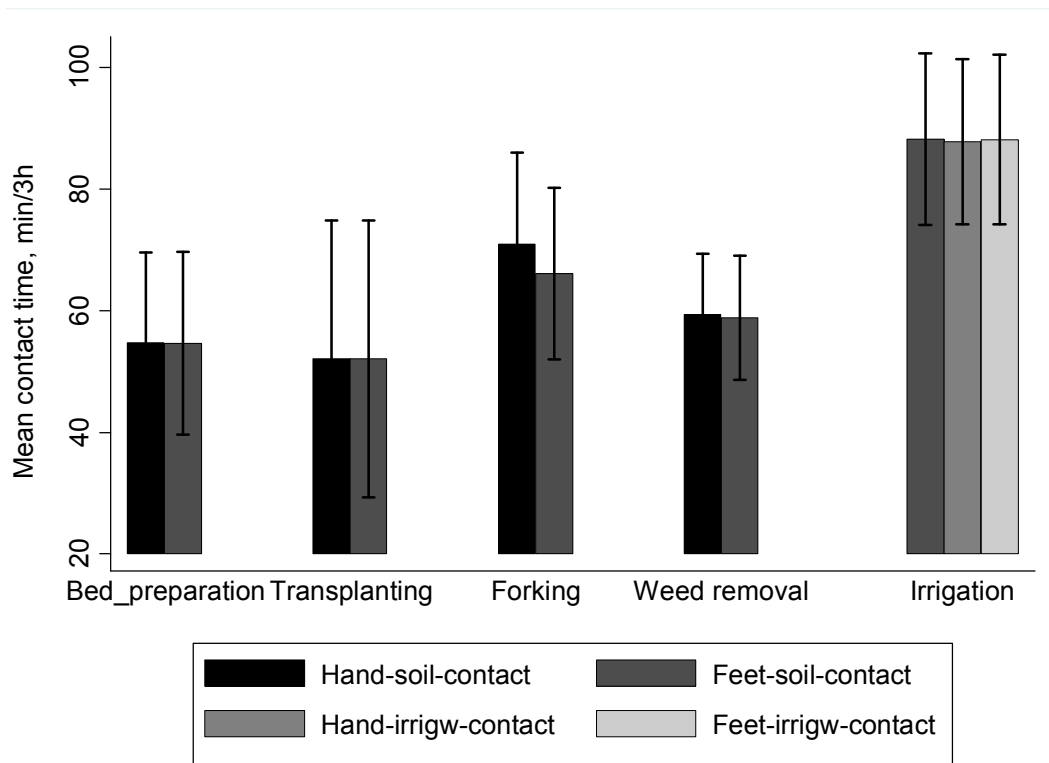 Mean contact time, min/3h
100
80
60
40
20
Bed_preparation Transplanting Forking Weed removal Irrigation
Hand-soil-contact Feet-soil-contact
Hand-irrigw-contact Feet-irrigw-contact